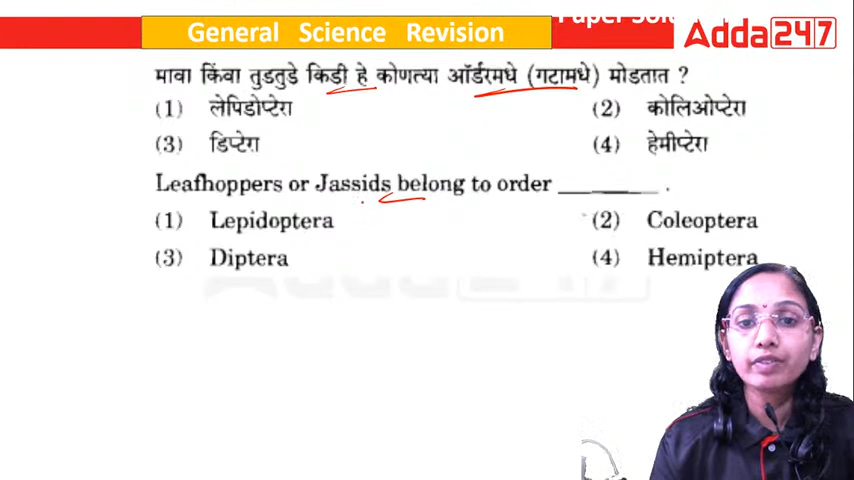 General Science Revision
Adda247
मावा किंवा तुडतुडे किडी हे कोणत्या ऑर्डरमधे (गटामधे) मोडतात ?
(1) लेपिडोप्टेरा (2) कोलिओप्टेरा
(3) डिप्टेरा (4) हेमीप्टेरा
Leafhoppers or Jassids belong to order ________ .
(1) Lepidoptera (2) Coleoptera
(3) Diptera (4) Hemiptera